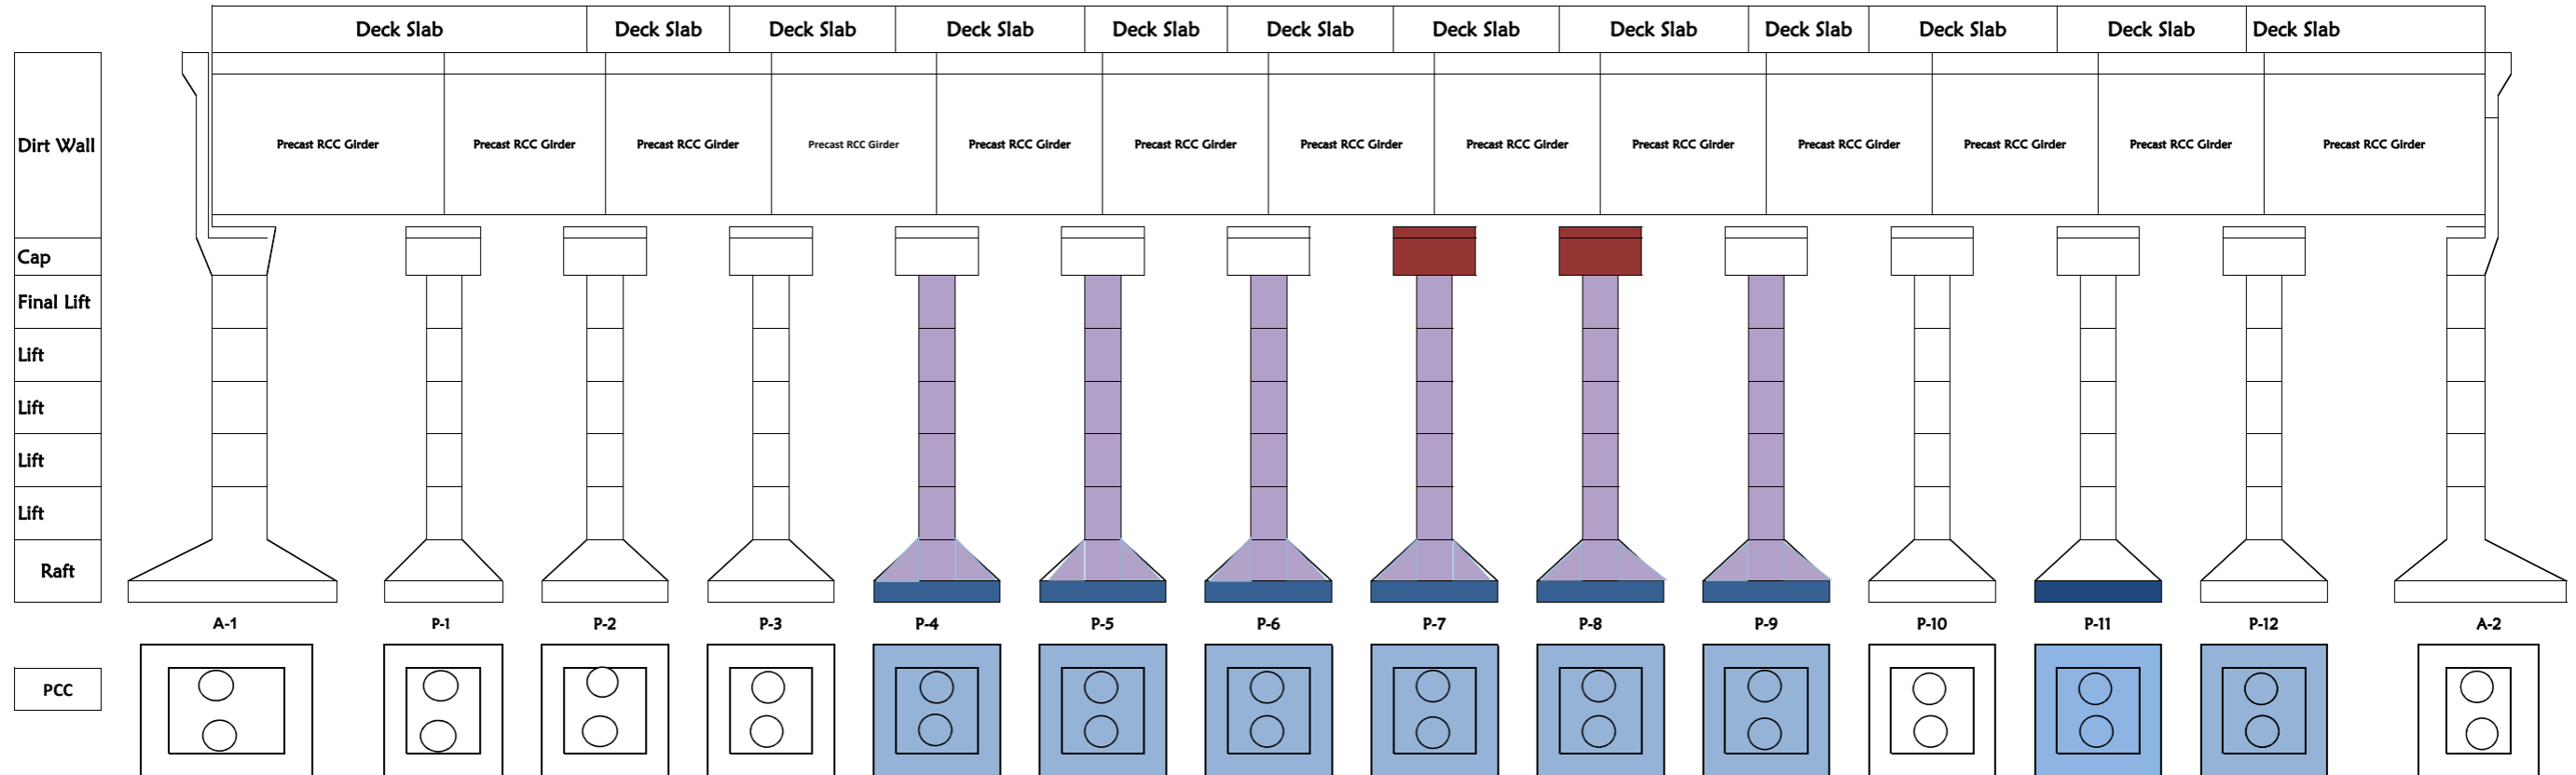 Deck Slab Deck Slab Deck Slab Deck Slab Deck Slab Deck Slab Deck Slab Deck Slab Deck Slab Deck Slab Deck Slab Deck Slab
Dirt Wall Precast RCC Girder Precast RCC Girder Precast RCC Girder Precast RCC Girder Precast RCC Girder Precast RCC Girder Precast RCC Girder Precast RCC Girder Precast RCC Girder Precast RCC Girder Precast RCC Girder Precast RCC Girder Precast RCC Girder
Cap
Final Lift
Lift
Lift
Lift
Lift
Raft
A-1 P-1 P-2 P-3 P-4 P-5 P-6 P-7 P-8 P-9 P-10 P-11 P-12 A-2
PCC